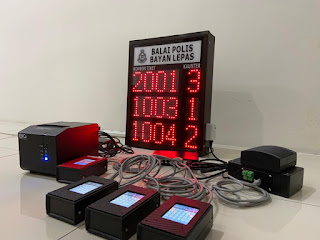 BALAI POLIS
BAYAN LEPAS
NOMBOR TIKET KAUNTER
2001 3
1003 1
1004 2